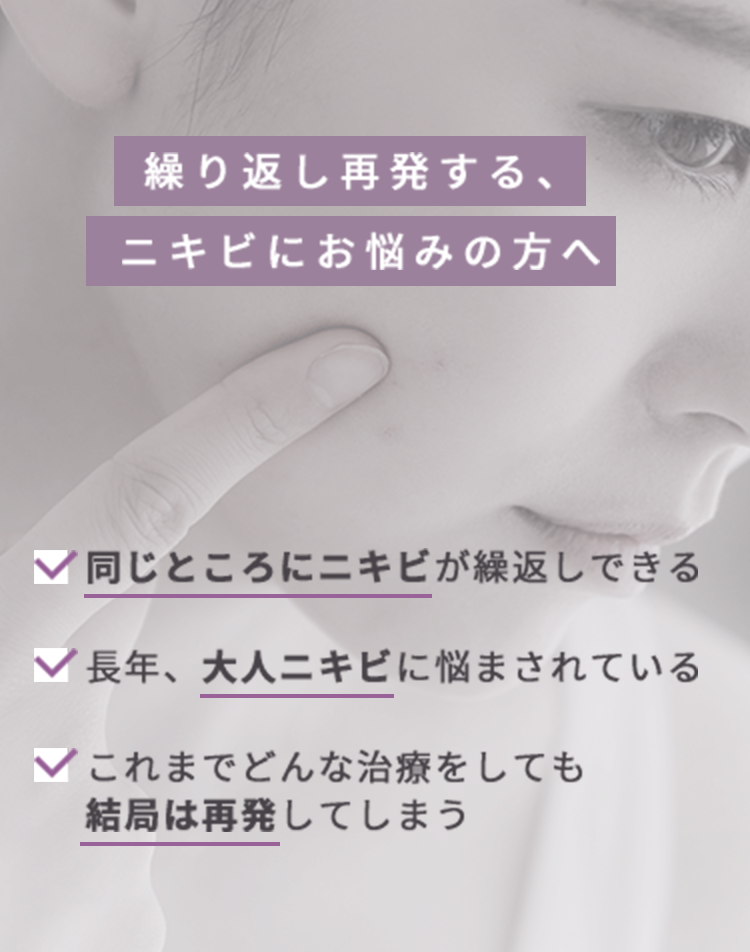 繰り返し再発する、
ニキビにお悩みの方へ
同じところにニキビが繰返しできる
長年、大人ニキビに悩まされている
これまでどんな治療をしても
結局は再発してしまう